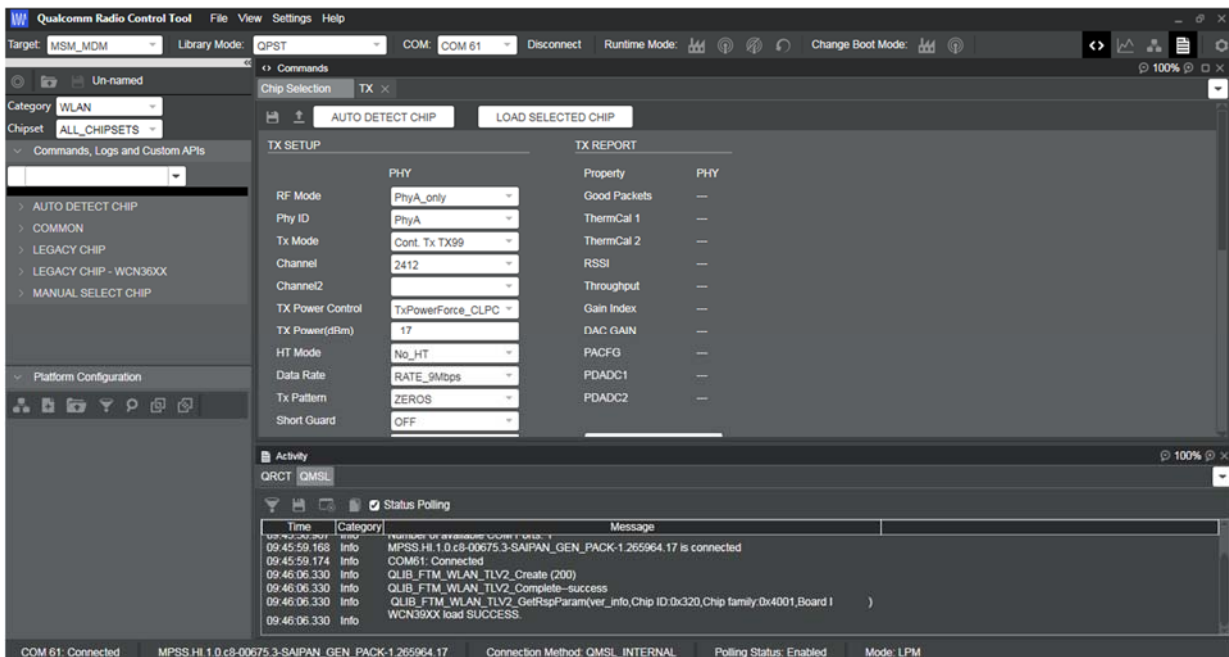 Qualcomm Radio Control Tool File View Settings Help
Target: MSM_MDM Library Mode: QPST COM: COM 61 Disconnect Runtime Mode: Change Boot Mode:
Un-named
Category WLAN
Chipset ALL_CHIPSETS
Commands, Logs and Custom APIs
AUTO DETECT CHIP
COMMON
LEGACY CHIP
LEGACY CHIP - WCN36XX
MANUAL SELECT CHIP
Platform Configuration
Commands 100%
Chip Selection TX
AUTO DETECT CHIP LOAD SELECTED CHIP
TX SETUP TX REPORT
PHY Property PHY
RF Mode PhyA_only Good Packets ---
Phy ID PhyA ThermCal 1 ---
Tx Mode Cont. Tx TX99 ThermCal 2 ---
Channel 2412 RSSI ---
Channel2 Throughput ---
TX Power Control TxPowerForce_CLPC Gain Index ---
TX Power(dBm) 17 DAC GAIN ---
HT Mode No_HT PACFG ---
Data Rate RATE_9Mbps PDADC1 ---
Tx Pattern ZEROS PDADC2 ---
Short Guard OFF
Activity 100%
QRCT QMSL
Status Polling
Time Category Message
Info Number of available COM Ports: 1
09:45:59.168 Info MPSS.HI.1.0.c8-00675.3-SAIPAN_GEN_PACK-1.265964.17 is connected
09:45:59.174 Info COM61: Connected
09:46:06.330 Info QLIB_FTM_WLAN_TLV2_Create (200)
09:46:06.330 Info QLIB_FTM_WLAN_TLV2_Complete--success
09:46:06.330 Info QLIB_FTM_WLAN_TLV2_GetRspParam(ver_info,Chip ID:0x320,Chip family:0x4001,Board I )
09:46:06.330 Info WCN39XX load SUCCESS.
COM 61: Connected MPSS.HI.1.0.c8-00675.3-SAIPAN_GEN_PACK-1.265964.17 Connection Method: QMSL_INTERNAL Polling Status: Enabled Mode: LPM